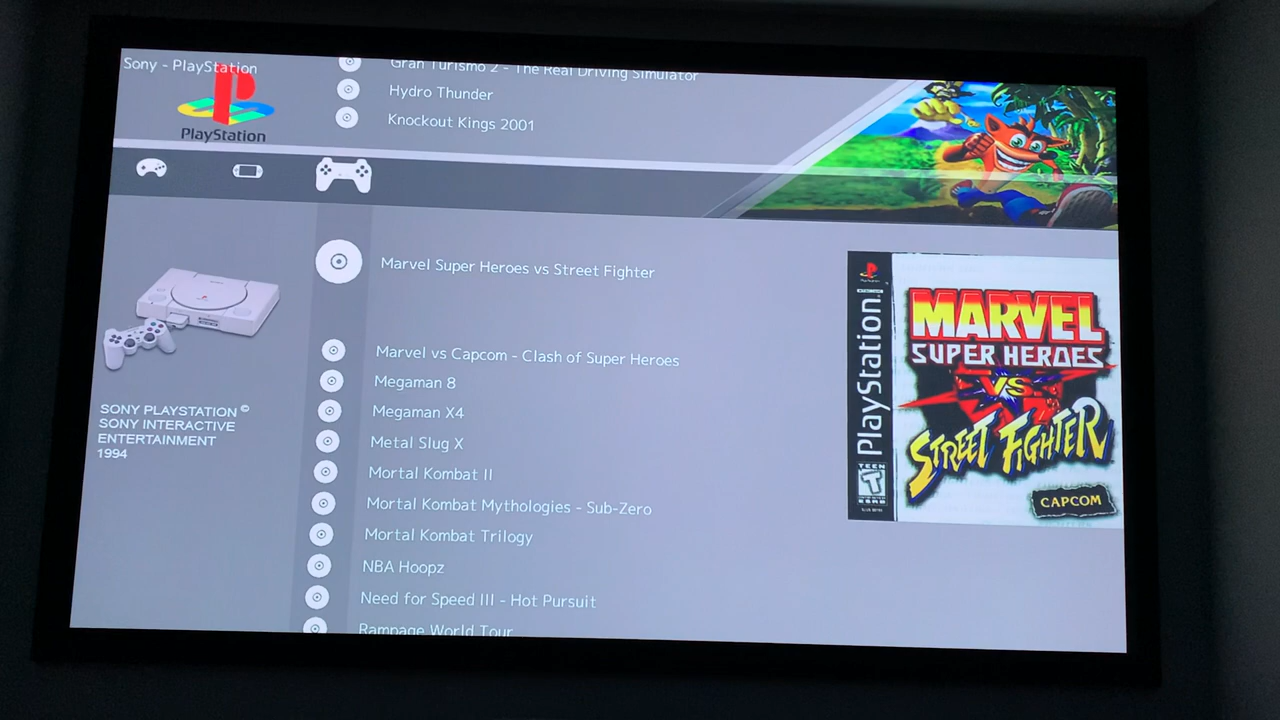 Sony - PlayStation
PlayStation
Gran Turismo 2 - The Real Driving Simulator
Hydro Thunder
Knockout Kings 2001
Marvel Super Heroes vs Street Fighter
Marvel vs Capcom - Clash of Super Heroes
Megaman 8
Megaman X4
Metal Slug X
Mortal Kombat II
Mortal Kombat Mythologies - Sub-Zero
Mortal Kombat Trilogy
NBA Hoopz
Need for Speed III - Hot Pursuit
Rampage World Tour
SONY PLAYSTATION ©
SONY INTERACTIVE
ENTERTAINMENT
1994
PlayStation
TEEN
T
ESRB
MARVEL
SUPER HEROES
VS
STREET FIGHTER
CAPCOM